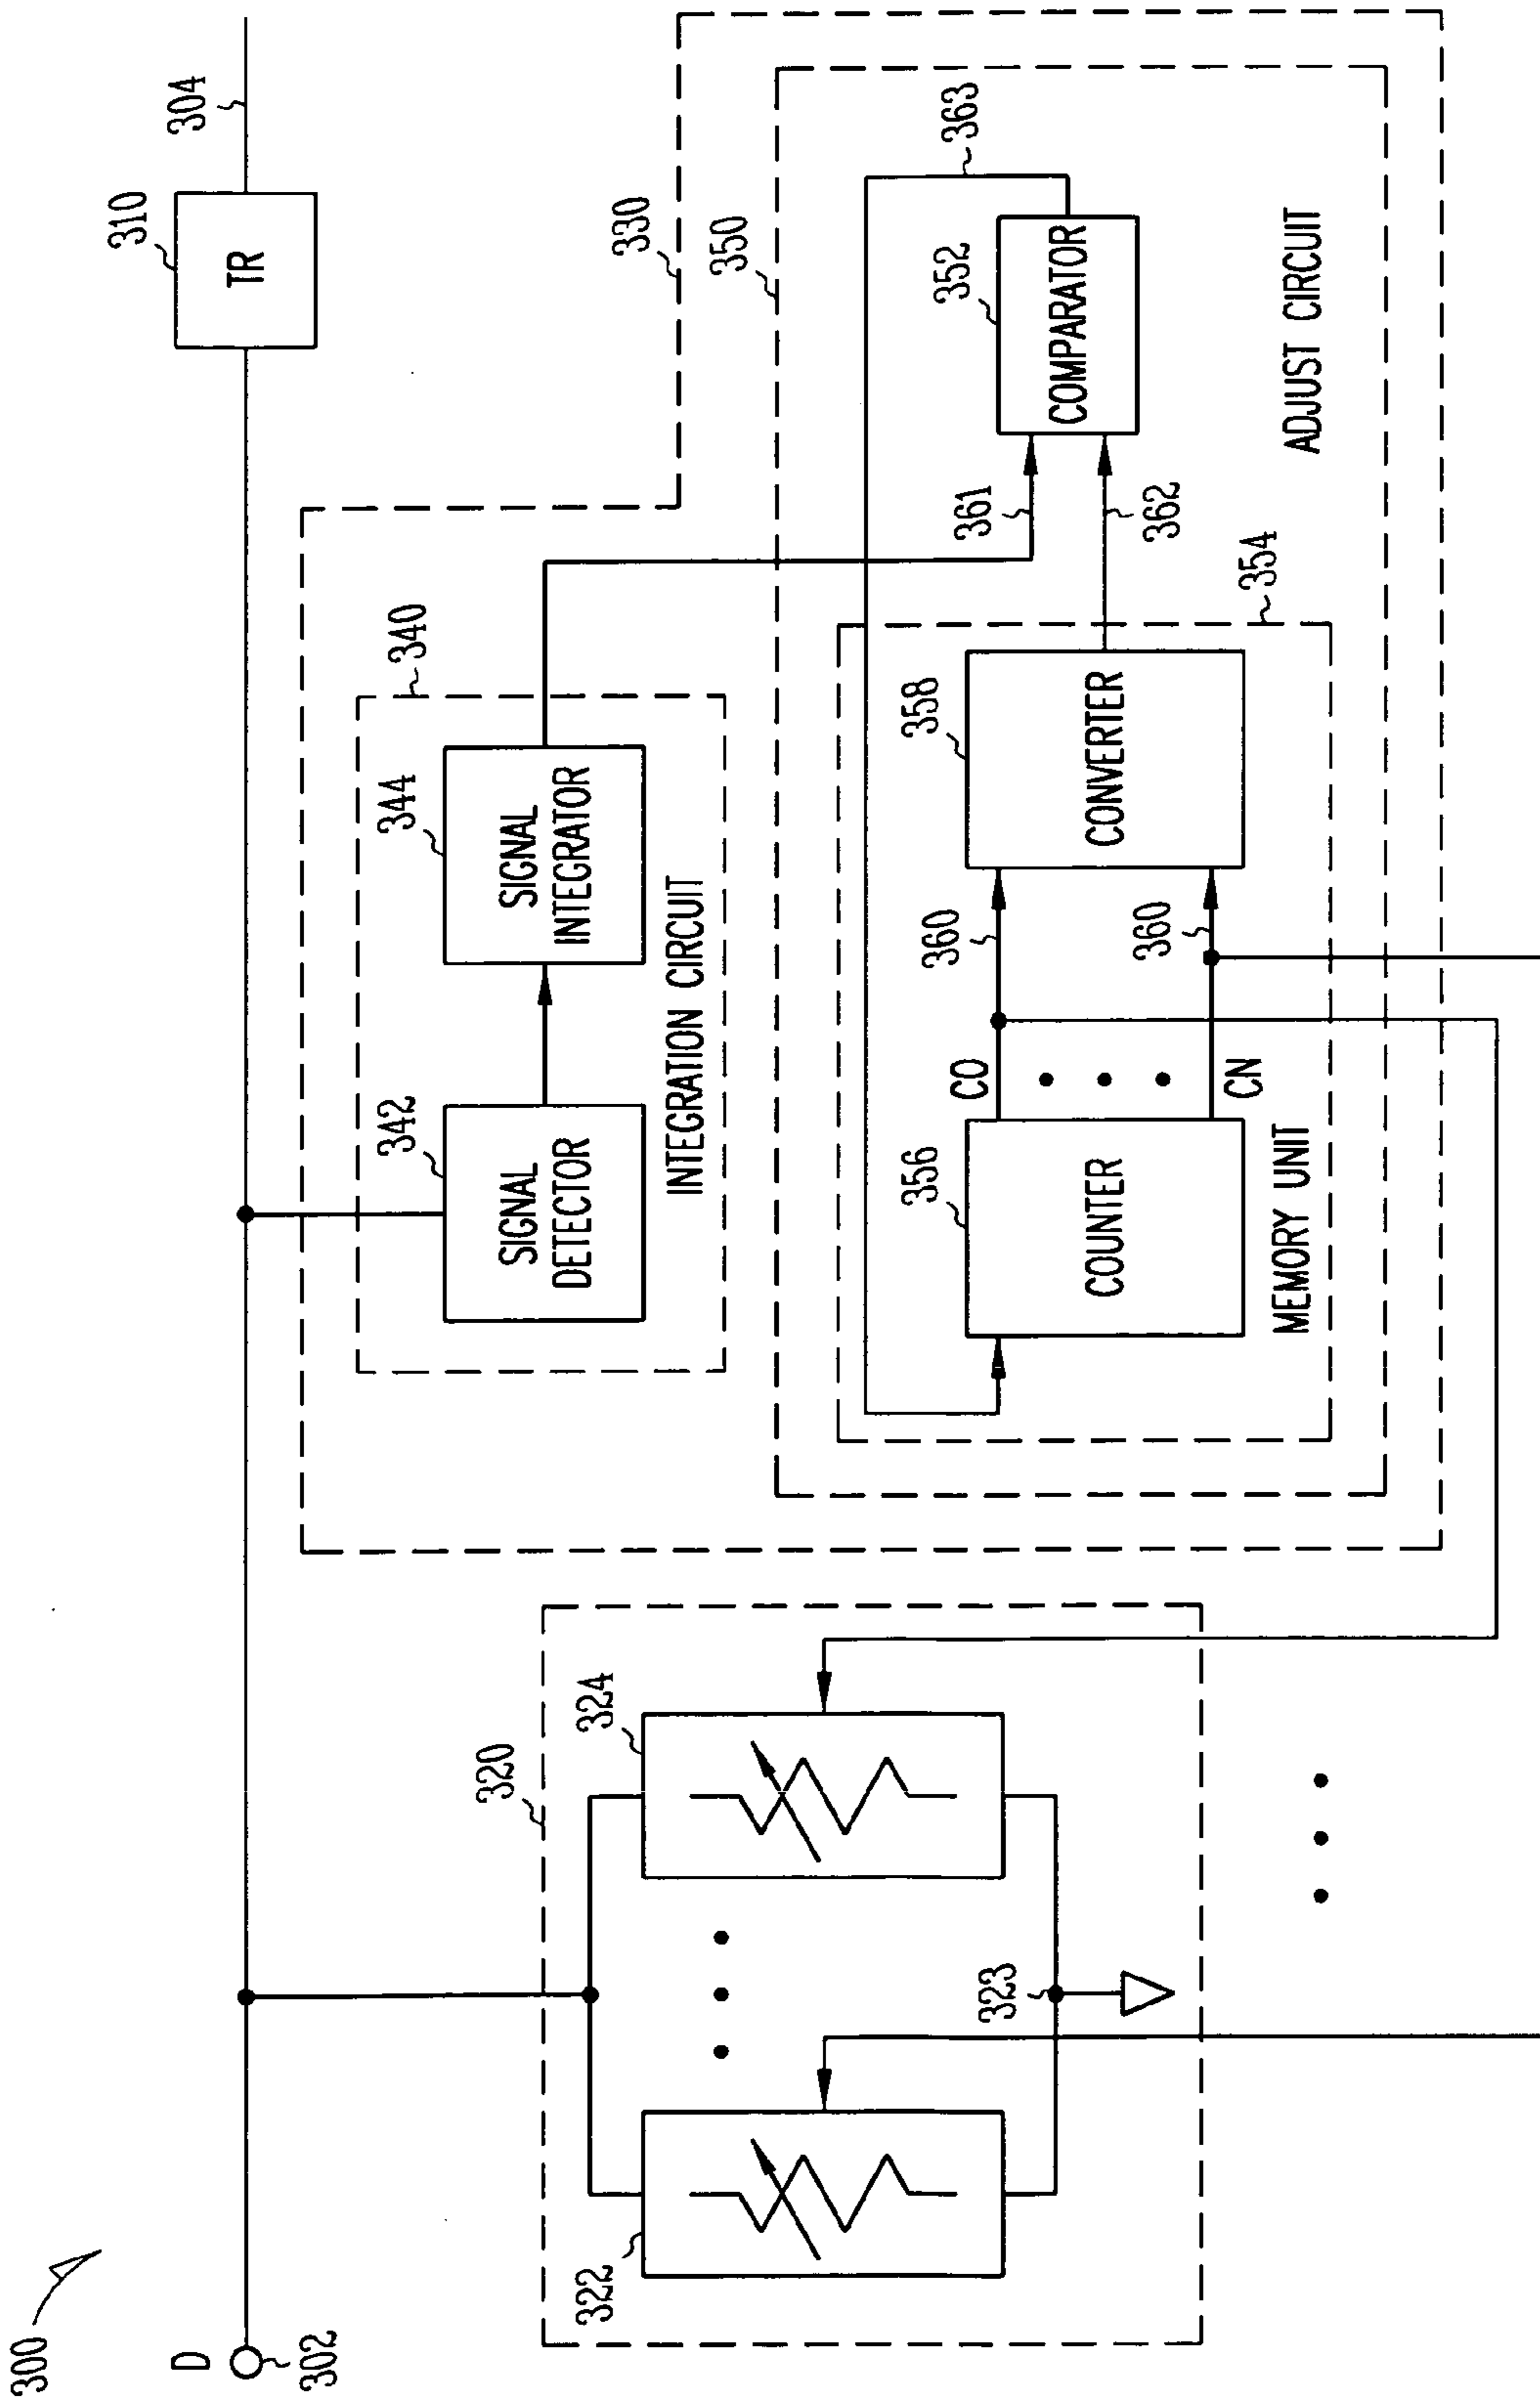 300
D
302
310
TR
304
330
340
342
SIGNAL
DETECTOR
344
SIGNAL
INTEGRATOR
INTEGRATION CIRCUIT
350
363
352
COMPARATOR
361
362
354
356
COUNTER
C0
CN
360
360
358
CONVERTER
MEMORY UNIT
ADJUST CIRCUIT
320
322
324
323